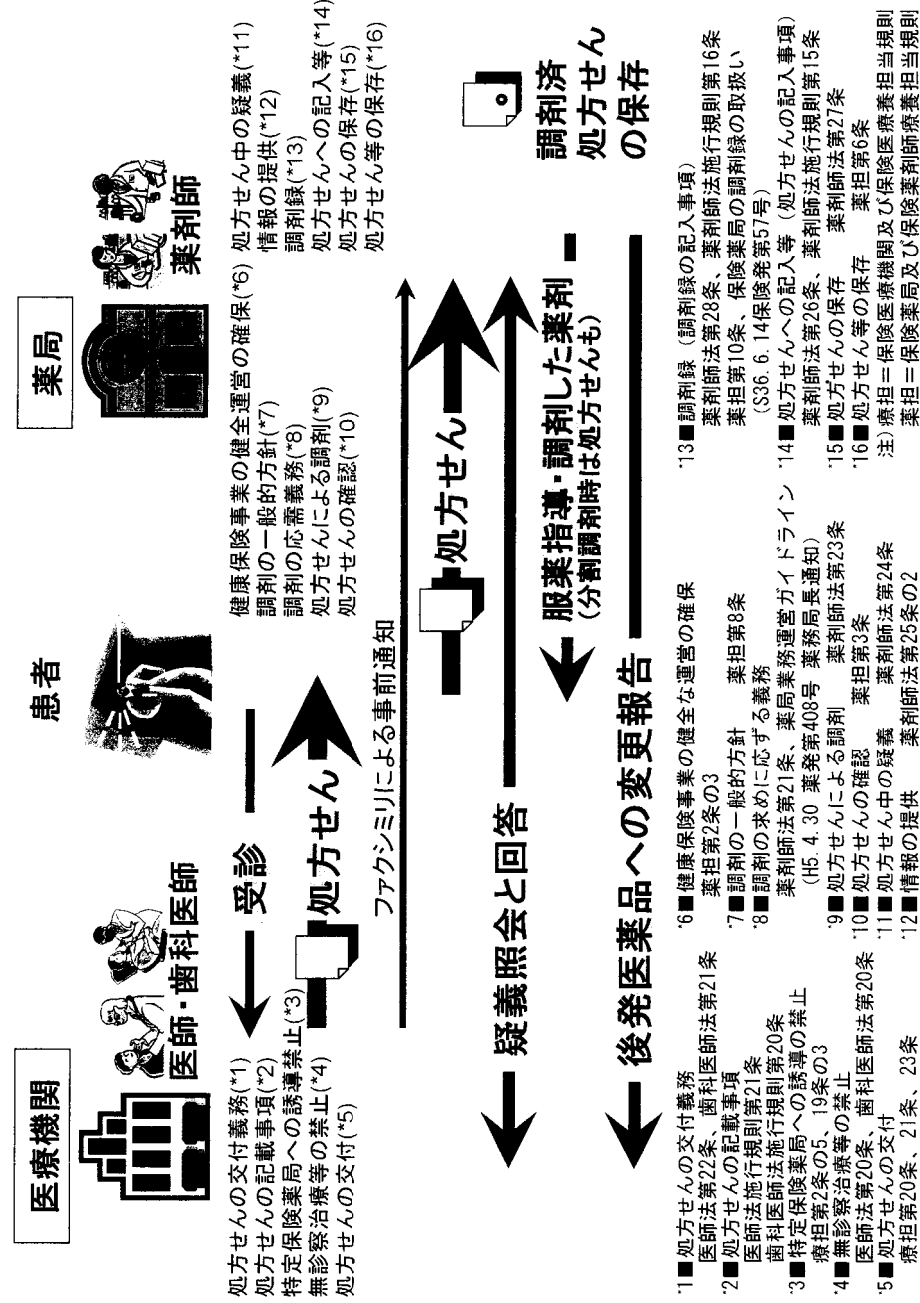 医療機関
患者
薬局
医師・歯科医師
薬剤師
処方せんの交付義務(*1)
処方せんの記載事項(*2)
特定保険薬局への誘導禁止(*3)
無診察治療等の禁止(*4)
処方せんの交付(*5)
健康保険事業の健全運営の確保(*6)
調剤の一般的方針(*7)
調剤の応需義務(*8)
処方せんによる調剤(*9)
処方せんの確認(*10)
処方せん中の疑義(*11)
情報の提供(*12)
調剤録(*13)
処方せんへの記入等(*14)
処方せんの保存(*15)
処方せん等の保存(*16)
受診
処方せん
ファクシミリによる事前通知
処方せん
疑義照会と回答
服薬指導・調剤した薬剤
(分割調剤時は処方せんも)
調剤済
処方せん
の保存
後発医薬品への変更報告
*1■処方せんの交付義務
医師法第22条、歯科医師法第21条
*2■処方せんの記載事項
医師法施行規則第21条
歯科医師法施行規則第20条
*3■特定保険薬局への誘導の禁止
療担第2条の5、19条の3
*4■無診察治療等の禁止
医師法第20条、歯科医師法第20条
*5■処方せんの交付
療担第20条、21条、23条
*6■健康保険事業の健全な運営の確保
薬担第2条の3
*7■調剤の一般的方針 薬担第8条
*8■調剤の求めに応ずる義務
薬剤師法第21条、薬局業務運営ガイドライン
(H5.4.30 薬発第408号 薬務局長通知)
*9■処方せんによる調剤 薬剤師法第23条
*10■処方せんの確認 薬担第3条
*11■処方せん中の疑義 薬剤師法第24条
*12■情報の提供 薬剤師法第25条の2
*13■調剤録(調剤録の記入事項)
薬剤師法第28条、薬剤師法施行規則第16条
薬担第10条、保険薬局の調剤録の取扱い
(S36.6.14保険発第57号)
*14■処方せんへの記入等(処方せんの記入事項)
薬剤師法第26条、薬剤師法施行規則第15条
*15■処方せんの保存 薬剤師法第27条
*16■処方せん等の保存 薬担第6条
注)療担=保険医療機関及び保険医療養担当規則
薬担=保険薬局及び保険薬剤師療養担当規則